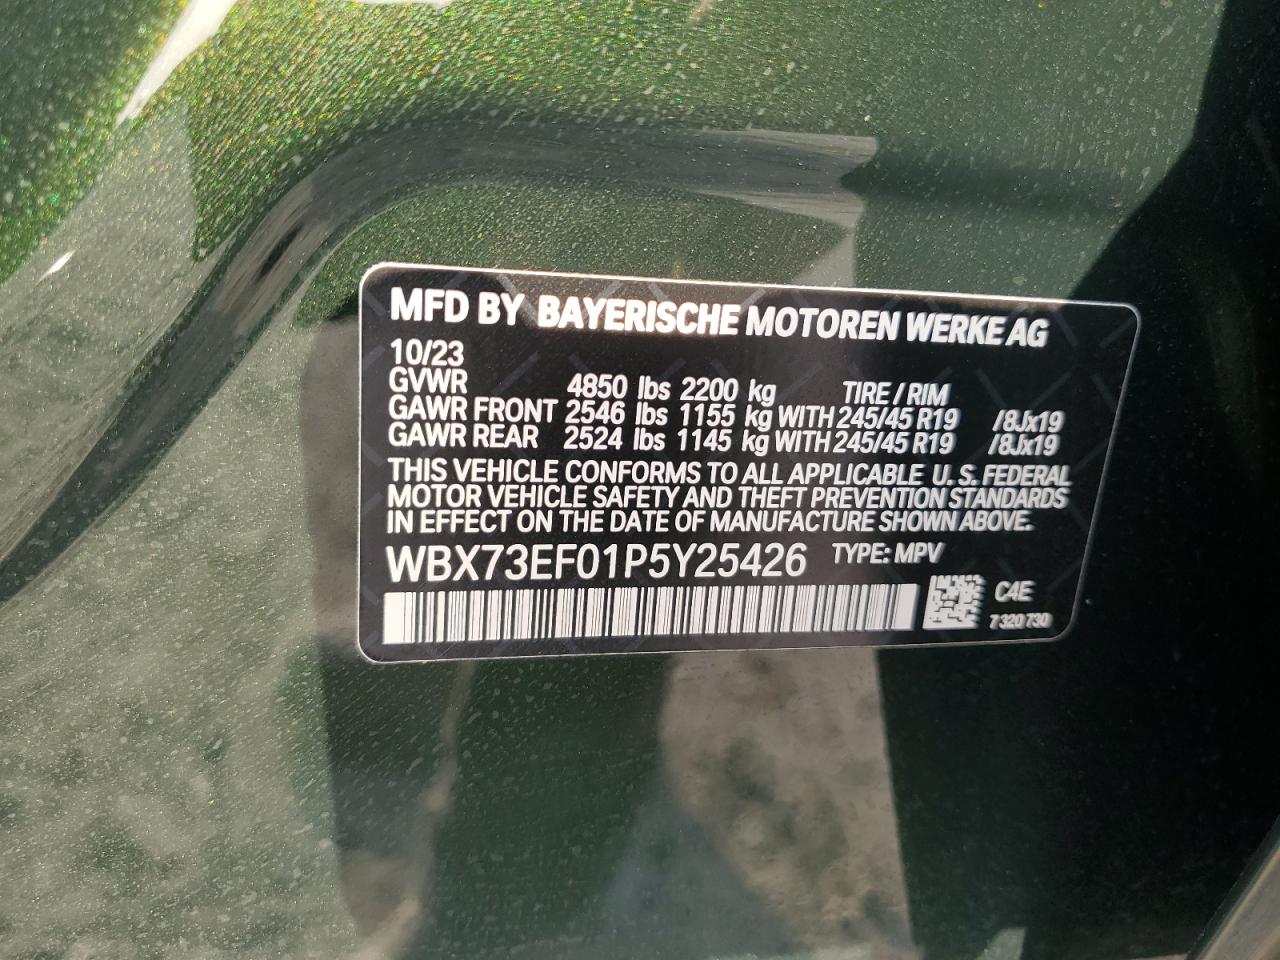 MFD BY BAYERISCHE MOTOREN WERKE AG
10/23
GVWR 4850 lbs 2200 kg TIRE / RIM
GAWR FRONT 2546 lbs 1155 kg WITH 245/45 R19 /8Jx19
GAWR REAR 2524 lbs 1145 kg WITH 245/45 R19 /8Jx19
THIS VEHICLE CONFORMS TO ALL APPLICABLE U.S. FEDERAL
MOTOR VEHICLE SAFETY AND THEFT PREVENTION STANDARDS
IN EFFECT ON THE DATE OF MANUFACTURE SHOWN ABOVE.
WBX73EF01P5Y25426 TYPE: MPV
C4E
7 320 730